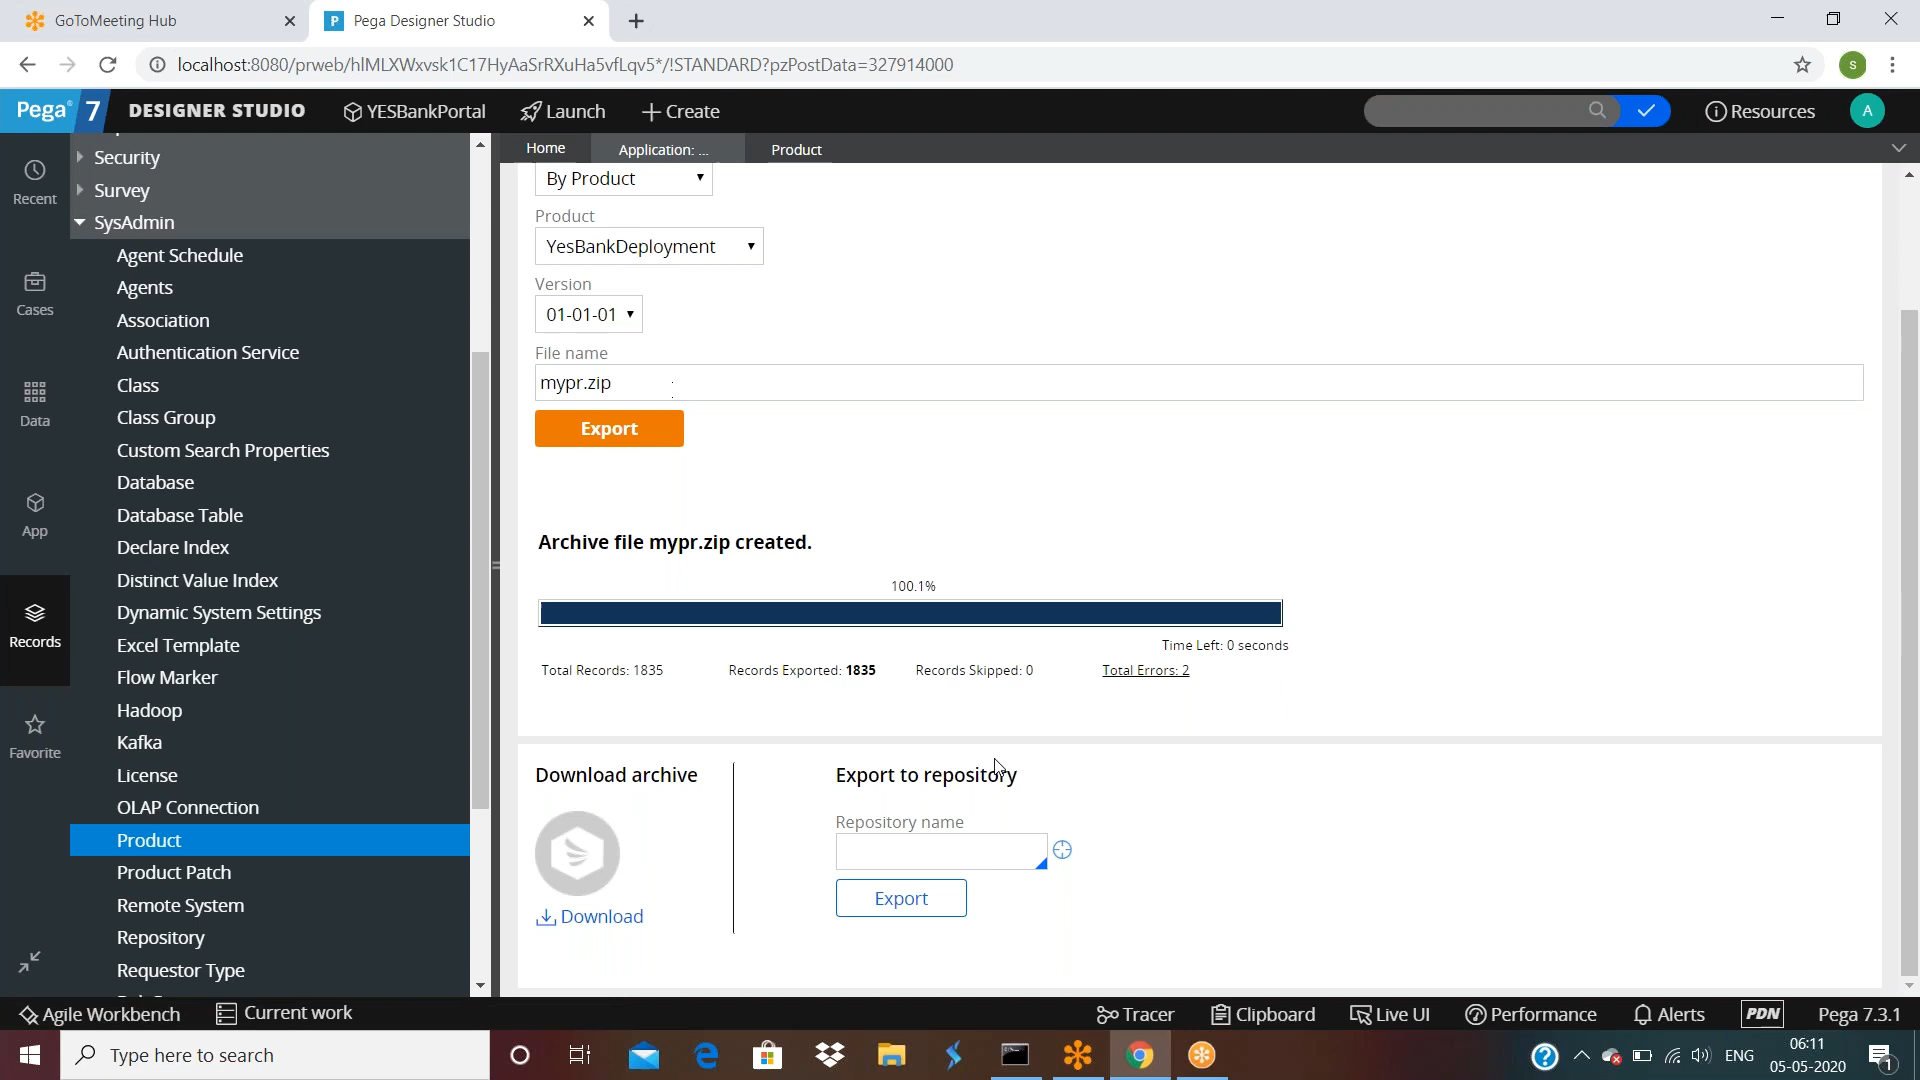 GoToMeeting Hub
Pega Designer Studio
localhost:8080/prweb/hIMLXWxvsk1C17HyAaSrRXuHa5vfLqv5*/!STANDARD?pzPostData=327914000
S
Pega 7 DESIGNER STUDIO YESBankPortal Launch Create Resources A
Home Application: ... Product
Recent
Cases
Data
App
Records
Favorite
Security
Survey
SysAdmin
Agent Schedule
Agents
Association
Authentication Service
Class
Class Group
Custom Search Properties
Database
Database Table
Declare Index
Distinct Value Index
Dynamic System Settings
Excel Template
Flow Marker
Hadoop
Kafka
License
OLAP Connection
Product
Product Patch
Remote System
Repository
Requestor Type
By Product
Product
YesBankDeployment
Version
01-01-01
File name
mypr.zip
Export
Archive file mypr.zip created.
100.1%
Time Left: 0 seconds
Total Records: 1835 Records Exported: 1835 Records Skipped: 0 Total Errors: 2
Download archive
Download
Export to repository
Repository name
Export
Agile Workbench Current work Tracer Clipboard Live UI Performance Alerts PDN Pega 7.3.1
Type here to search
ENG
06:11
05-05-2020
1